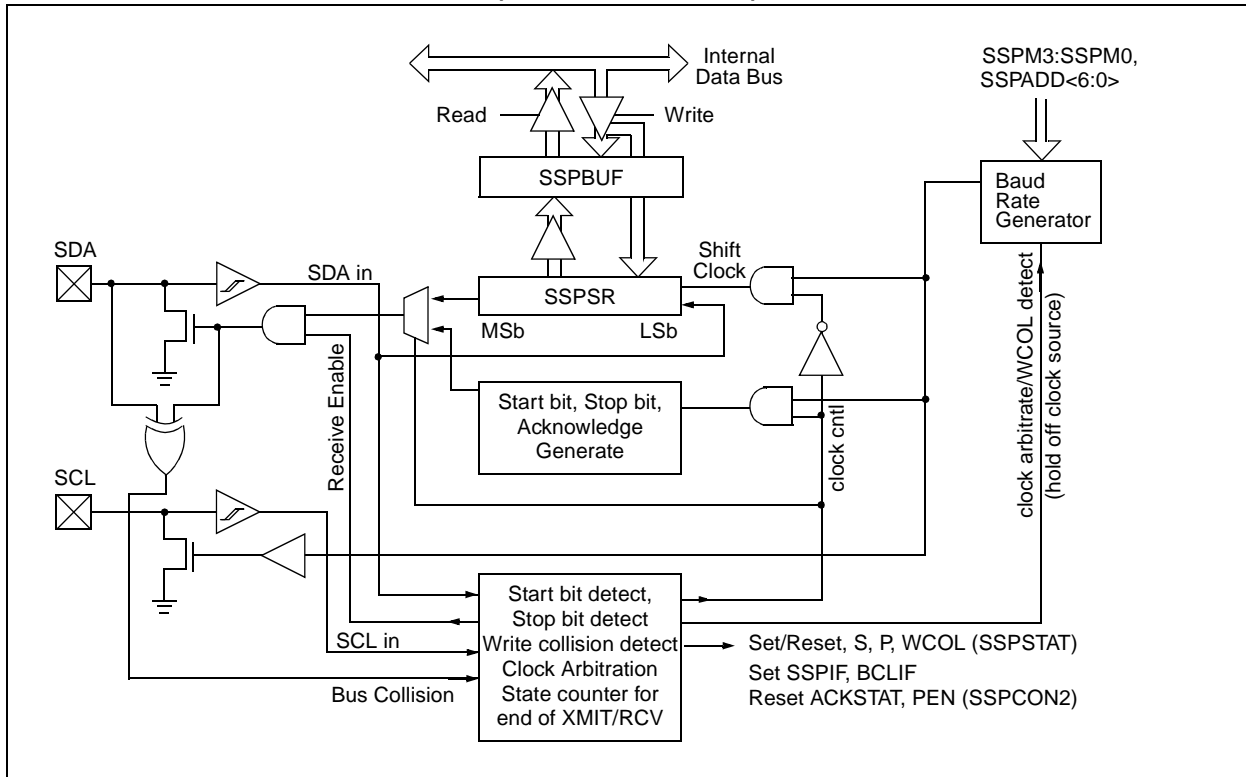 Internal
Data Bus
SSPM3:SSPM0,
SSPADD<6:0>
Read
Write
SSPBUF
Baud
Rate
Generator
SDA
SDA in
Shift
Clock
SSPSR
MSb
LSb
Receive Enable
Start bit, Stop bit,
Acknowledge
Generate
clock cntl
clock arbitrate/WCOL detect
(hold off clock source)
SCL
SCL in
Bus Collision
Start bit detect,
Stop bit detect
Write collision detect
Clock Arbitration
State counter for
end of XMIT/RCV
Set/Reset, S, P, WCOL (SSPSTAT)
Set SSPIF, BCLIF
Reset ACKSTAT, PEN (SSPCON2)